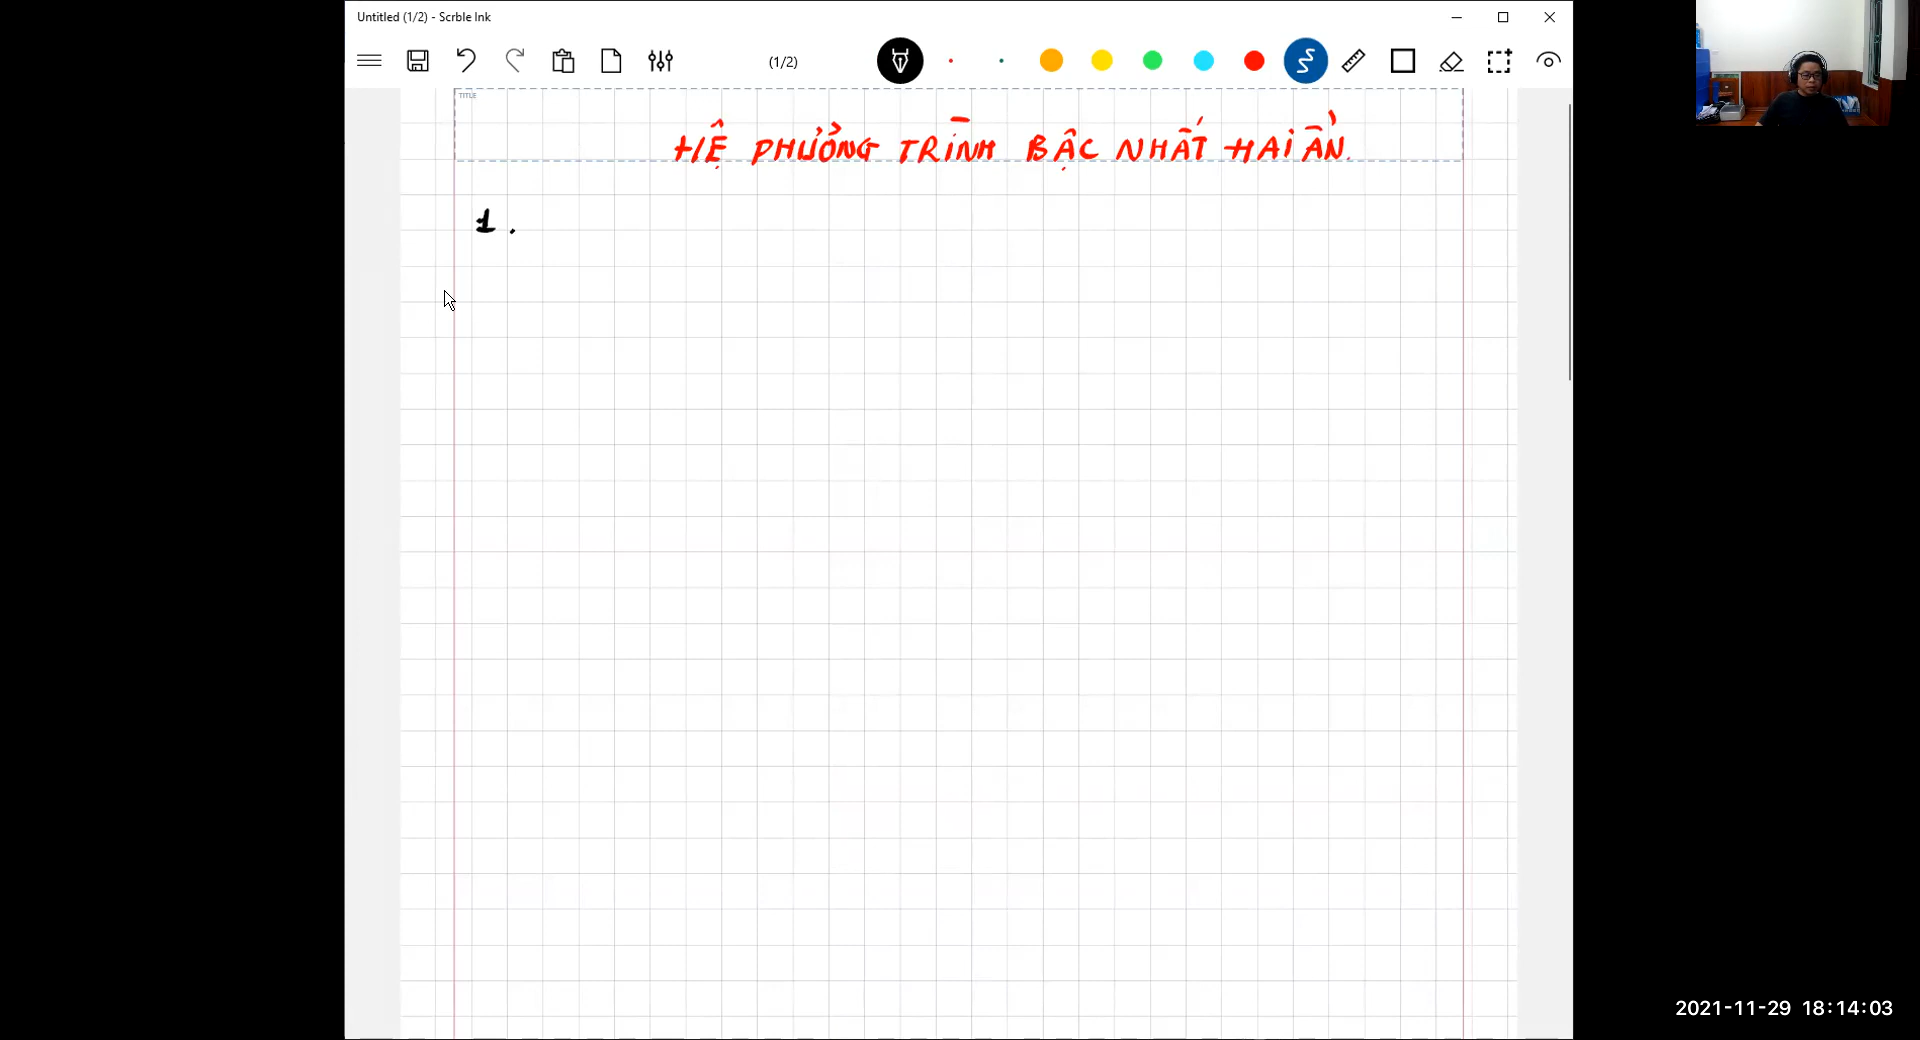 Untitled (1/2) - Scrble Ink
(1/2)
TITLE
HỆ PHƯƠNG TRÌNH BẬC NHẤT HAI ẨN.
1.
2021-11-29 18:14:03